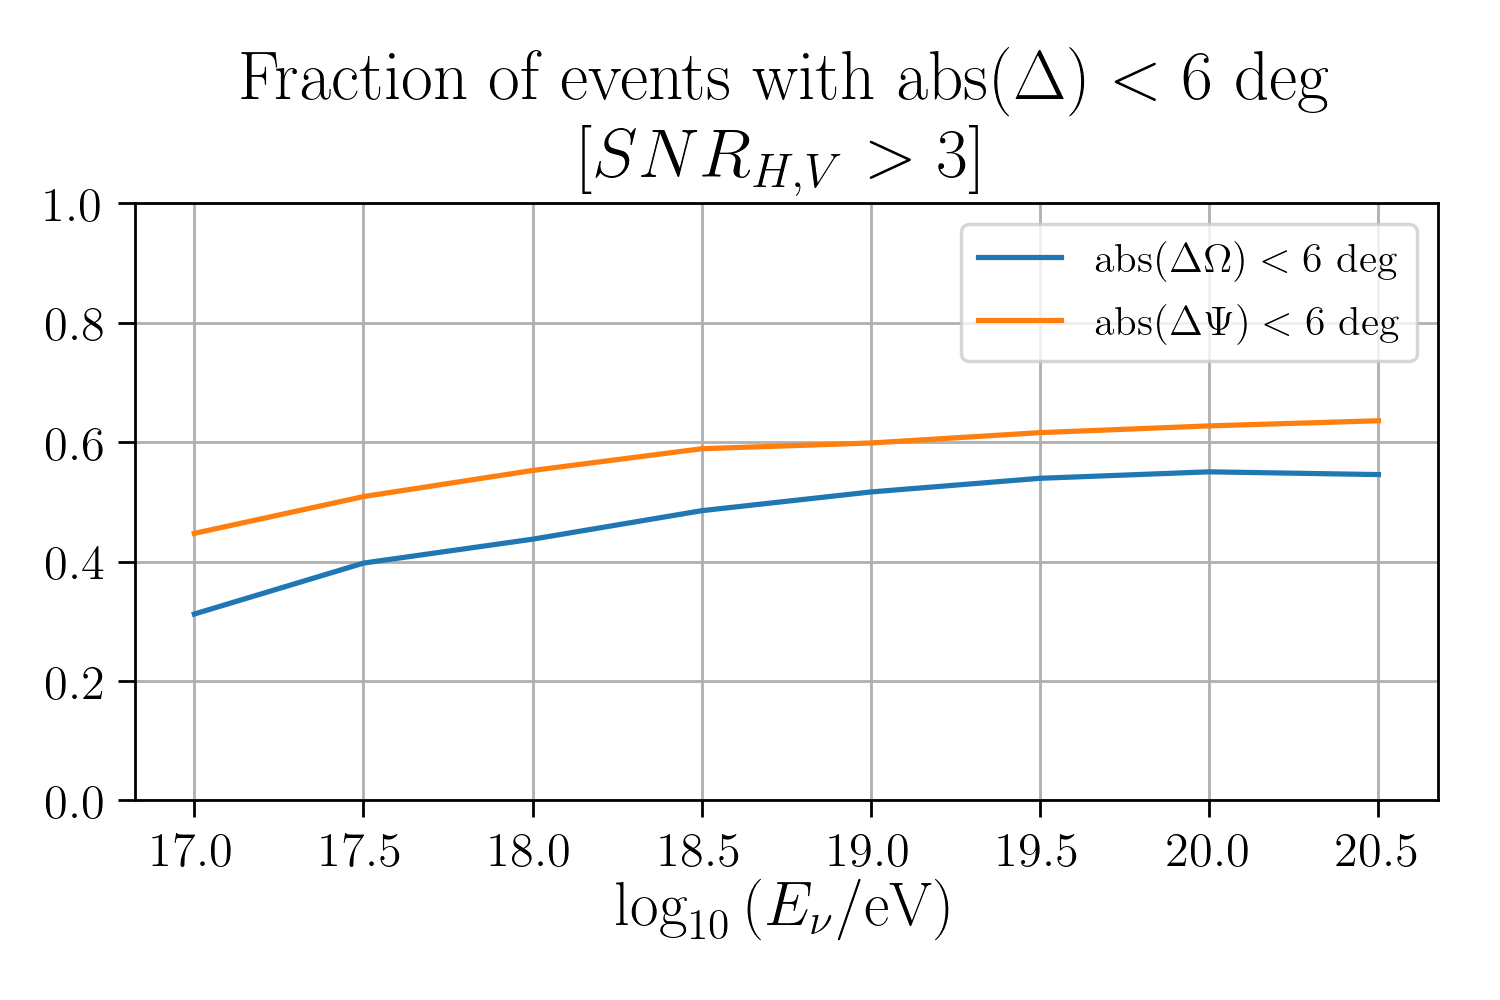 Fraction of events with abs(Δ) < 6 deg
[SNR_{H,V} > 3]
1.0
0.8
0.6
0.4
0.2
0.0
abs(ΔΩ) < 6 deg
abs(ΔΨ) < 6 deg
17.0 17.5 18.0 18.5 19.0 19.5 20.0 20.5
log₁₀ (E_ν/eV)